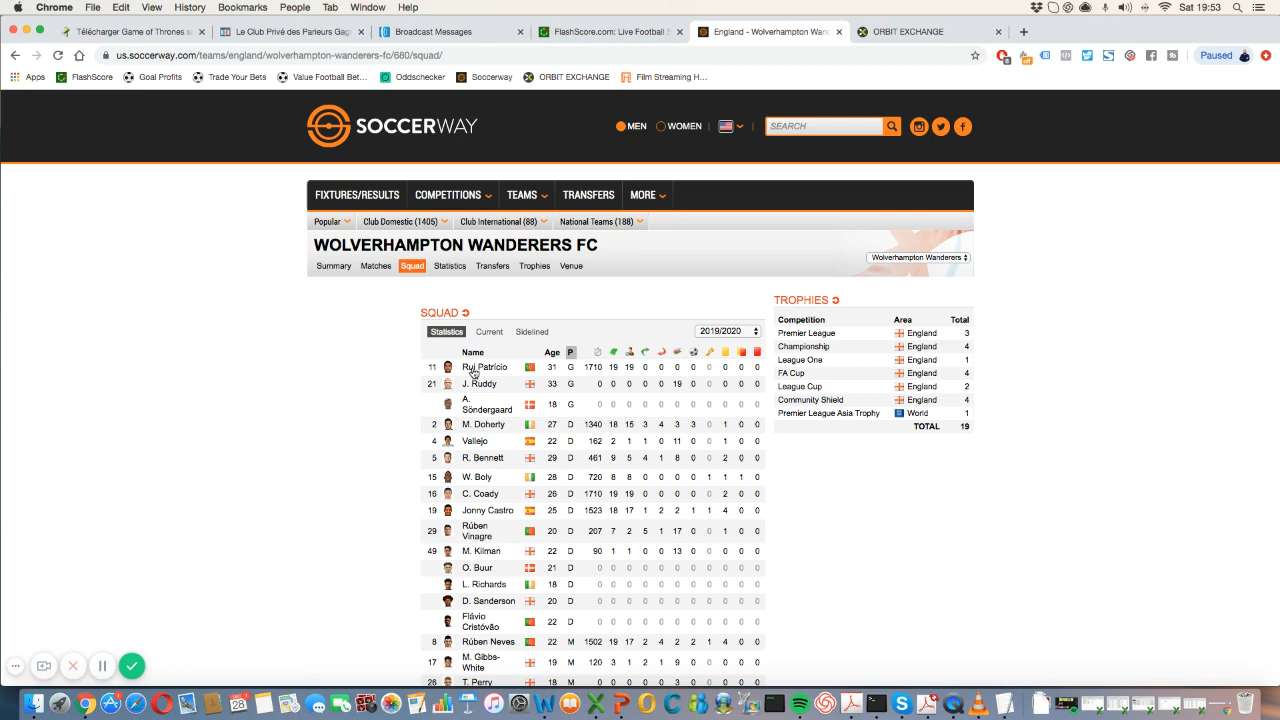 Chrome File Edit View History Bookmarks People Tab Window Help Sat 19:53
Télécharger Game of Thrones sa Le Club Privé des Parieurs Gag Broadcast Messages FlashScore.com: Live Football S England - Wolverhampton Wand ORBIT EXCHANGE
us.soccerway.com/teams/england/wolverhampton-wanderers-fc/680/squad/ Paused
Apps FlashScore Goal Profits Trade Your Bets Value Football Bet... Oddschecker Soccerway ORBIT EXCHANGE Film Streaming H...
SOCCERWAY MEN WOMEN SEARCH
FIXTURES/RESULTS COMPETITIONS TEAMS TRANSFERS MORE
Popular Club Domestic (1405) Club International (88) National Teams (188)
WOLVERHAMPTON WANDERERS FC
Wolverhampton Wanderers
Summary Matches Squad Statistics Transfers Trophies Venue
SQUAD
Statistics Current Sidelined 2019/2020
Name Age P
11 Rui Patrício 31 G 1710 19 19 0 0 0 0 0 0 0 0
21 J. Ruddy 33 G 0 0 0 0 0 19 0 0 0 0 0
A. Söndergaard 18 G 0 0 0 0 0 0 0 0 0 0 0
2 M. Doherty 27 D 1340 18 15 3 4 3 3 0 1 0 0
4 Vallejo 22 D 162 2 1 1 0 11 0 0 0 0 0
5 R. Bennett 29 D 461 9 5 4 1 8 0 0 2 0 0
15 W. Boly 28 D 720 8 8 0 0 0 0 1 1 1 0
16 C. Coady 26 D 1710 19 19 0 0 0 0 0 2 0 0
19 Jonny Castro 25 D 1523 18 17 1 2 2 1 1 4 0 0
29 Rúben Vinagre 20 D 207 7 2 5 1 17 0 0 1 0 0
49 M. Kilman 22 D 90 1 1 0 0 13 0 0 0 0 0
O. Buur 21 D 0 0 0 0 0 0 0 0 0 0 0
L. Richards 18 D 0 0 0 0 0 0 0 0 0 0 0
D. Sanderson 20 D 0 0 0 0 0 0 0 0 0 0 0
Flávio Cristóvão 22 D 0 0 0 0 0 0 0 0 0 0 0
8 Rúben Neves 22 M 1502 19 17 2 4 2 2 1 4 0 0
17 M. Gibbs-White 19 M 120 3 1 2 1 9 0 0 1 0 0
26 T. Perry 18 M 0 0 0 0 0 3 0 0 0 0 0
TROPHIES
Competition Area Total
Premier League England 3
Championship England 4
League One England 1
FA Cup England 4
League Cup England 2
Community Shield England 4
Premier League Asia Trophy World 1
TOTAL 19